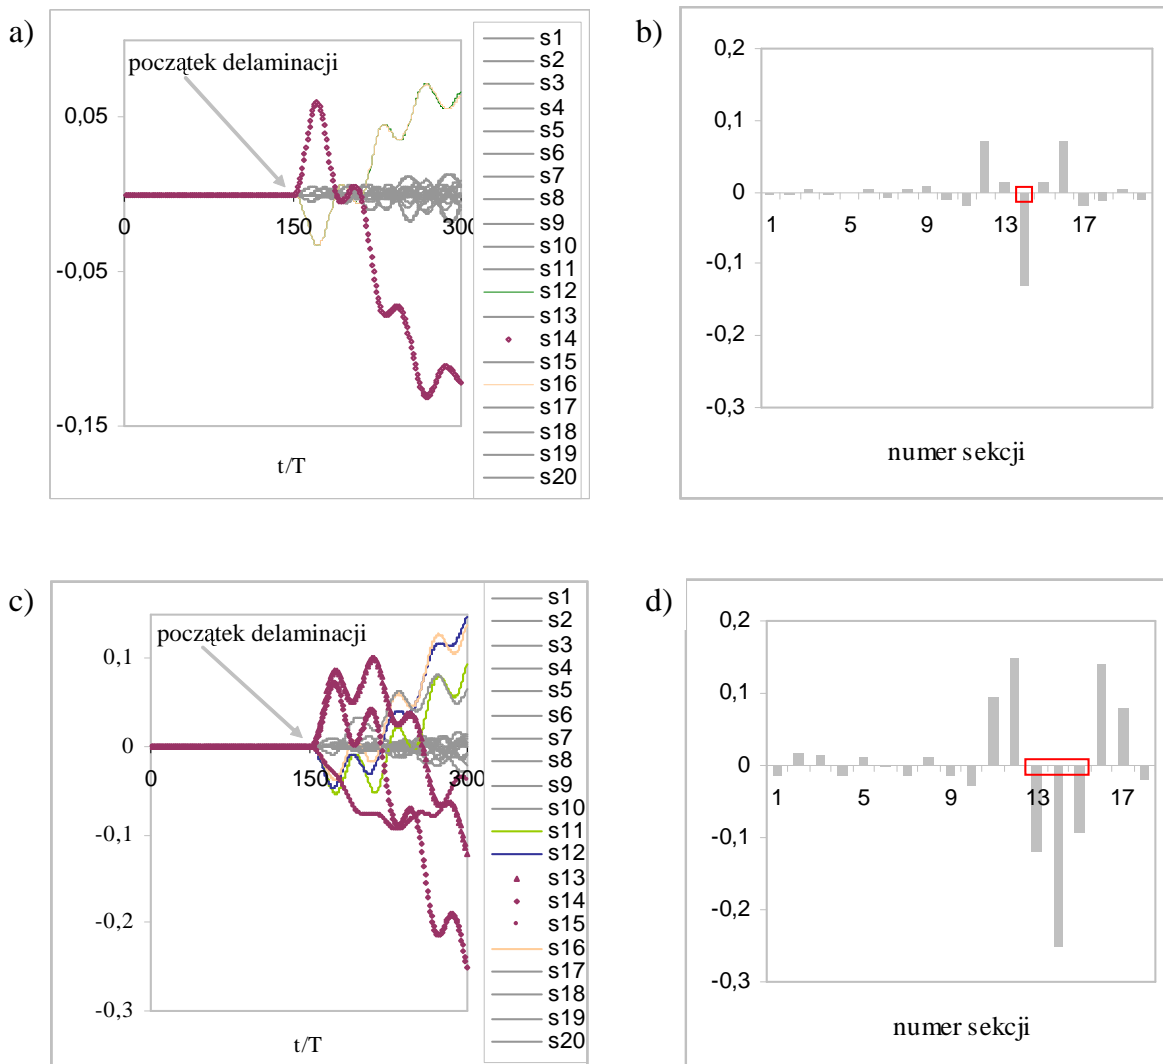 a)
początek delaminacji
0,05
0
150
300
-0,05
-0,15
t/T
s1
s2
s3
s4
s5
s6
s7
s8
s9
s10
s11
s12
s13
s14
s15
s16
s17
s18
s19
s20
b)
0,2
0,1
0
1
5
9
17
-0,1
-0,2
-0,3
numer sekcji
c)
początek delaminacji
0,1
0
0
150
300
-0,1
-0,2
-0,3
t/T
s1
s2
s3
s4
s5
s6
s7
s8
s9
s10
s11
s12
s13
s14
s15
s16
s17
s18
s19
s20
d)
0,2
0,1
0
1
5
9
13
17
-0,1
-0,2
-0,3
numer sekcji